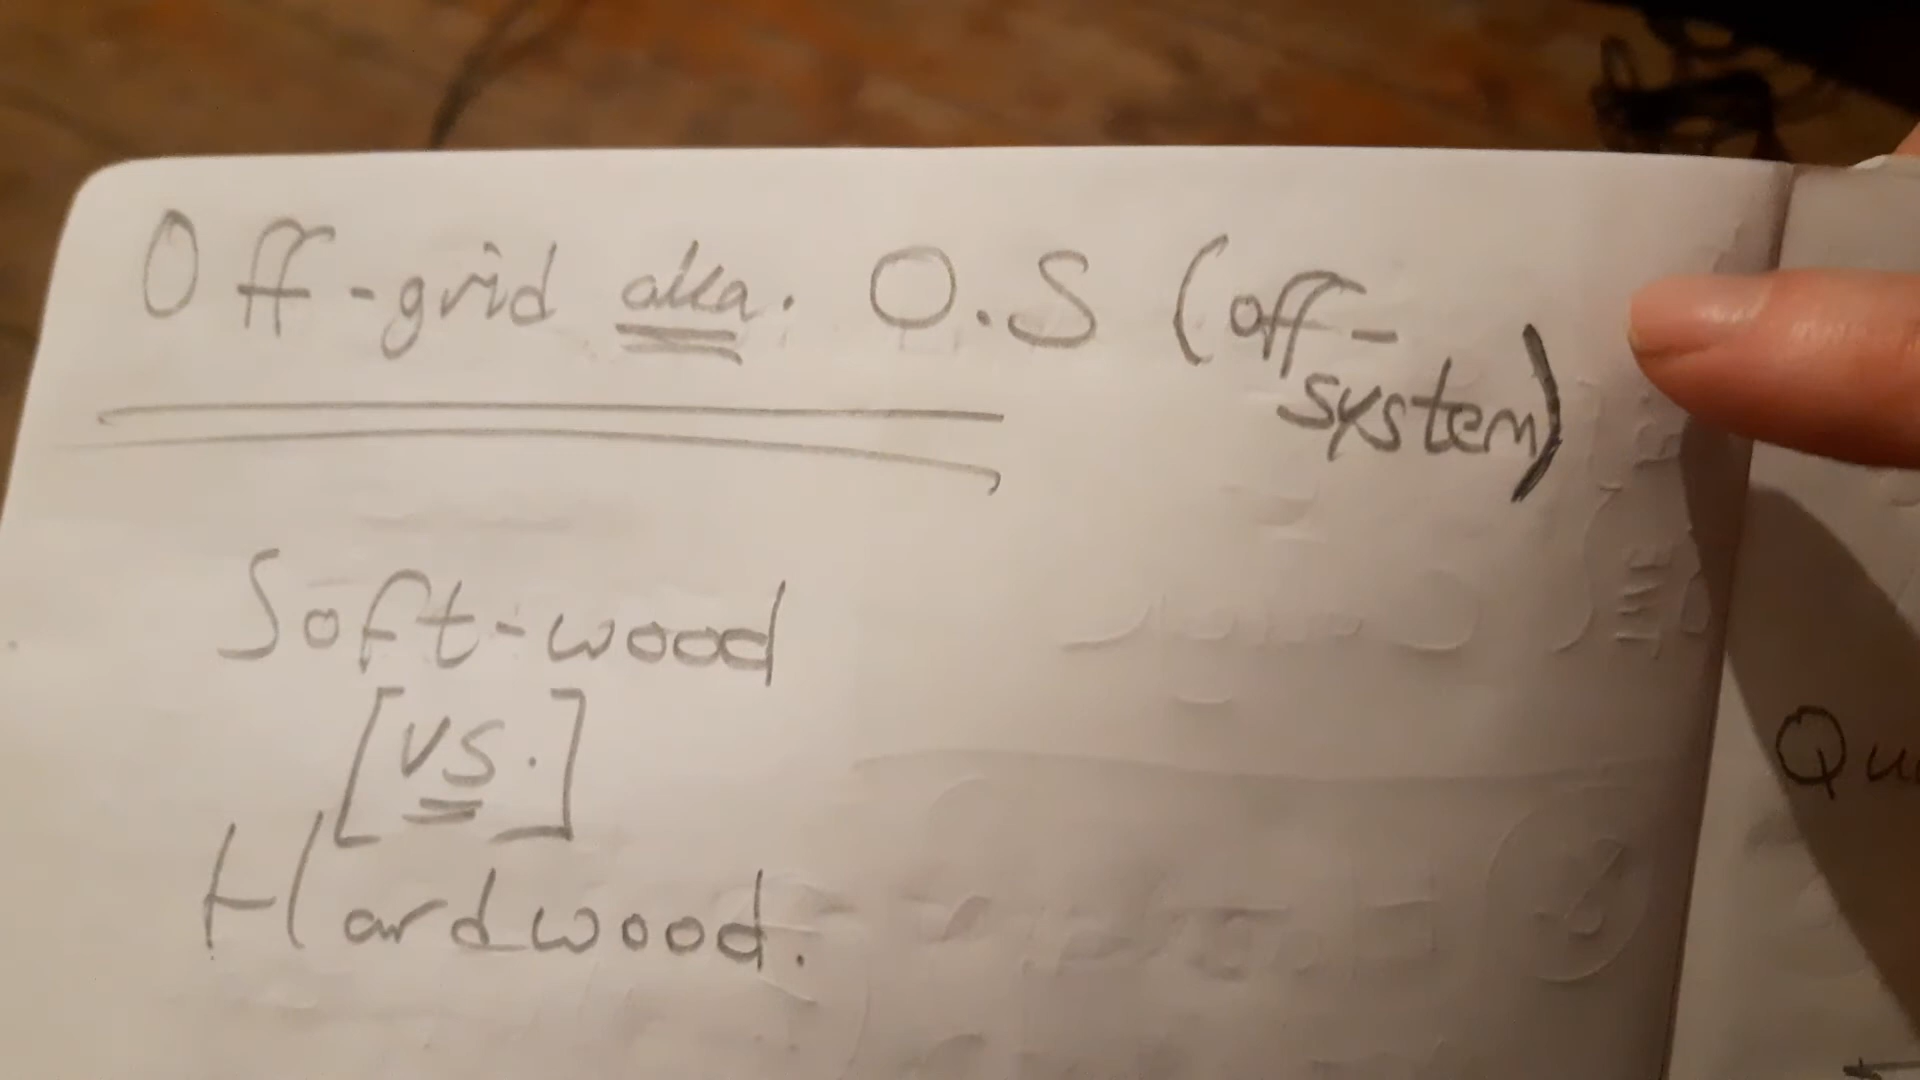 Off-grid aka. O.S (off-
system)
Soft-wood
[vs.]
Hardwood.